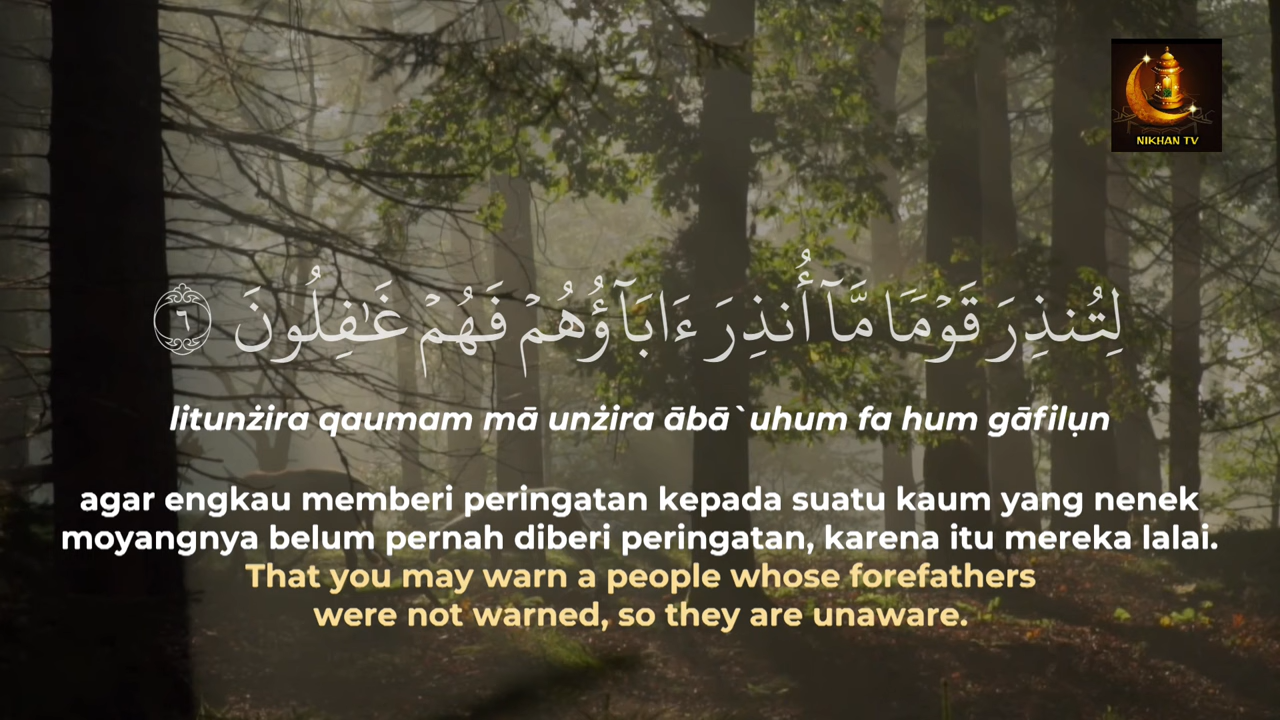 NIKHAN TV
لِتُنذِرَ قَوْمًا مَّآ أُنذِرَ ءَابَآؤُهُمْ فَهُمْ غَٰفِلُونَ ٦
litunżira qaumam mā unżira ābā`uhum fa hum gāfilụn
agar engkau memberi peringatan kepada suatu kaum yang nenek
moyangnya belum pernah diberi peringatan, karena itu mereka lalai.
That you may warn a people whose forefathers
were not warned, so they are unaware.